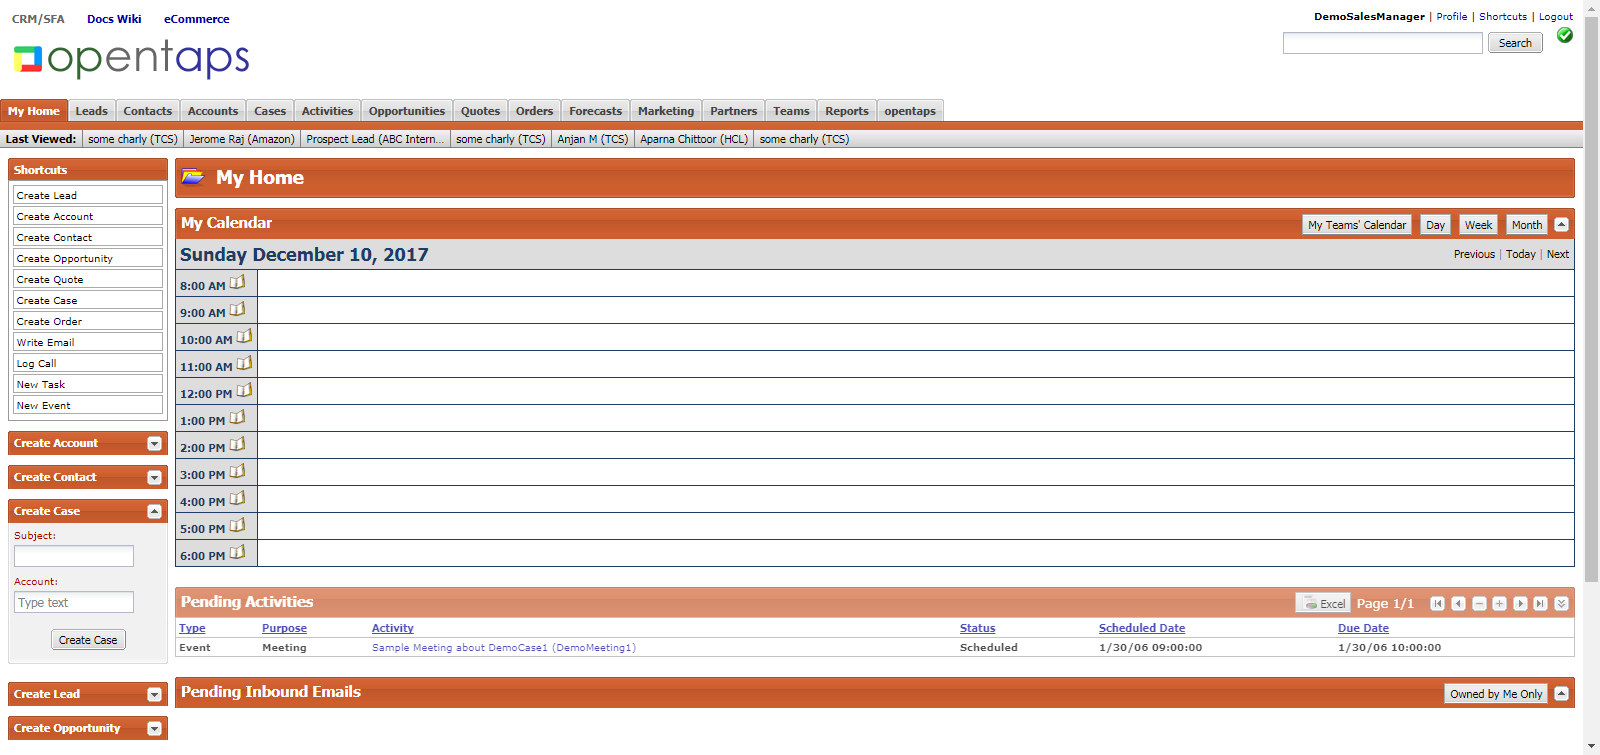 CRM/SFA Docs Wiki eCommerce
DemoSalesManager | Profile | Shortcuts | Logout
opentaps
Search
My Home Leads Contacts Accounts Cases Activities Opportunities Quotes Orders Forecasts Marketing Partners Teams Reports opentaps
Last Viewed: some charly (TCS) Jerome Raj (Amazon) Prospect Lead (ABC Intern... some charly (TCS) Anjan M (TCS) Aparna Chittoor (HCL) some charly (TCS)
Shortcuts
Create Lead
Create Account
Create Contact
Create Opportunity
Create Quote
Create Case
Create Order
Write Email
Log Call
New Task
New Event
Create Account
Create Contact
Create Case
Subject:
Account:
Type text
Create Case
Create Lead
Create Opportunity
My Home
My Calendar My Teams' Calendar Day Week Month
Sunday December 10, 2017 Previous | Today | Next
8:00 AM
9:00 AM
10:00 AM
11:00 AM
12:00 PM
1:00 PM
2:00 PM
3:00 PM
4:00 PM
5:00 PM
6:00 PM
Pending Activities Excel Page 1/1
Type Purpose Activity Status Scheduled Date Due Date
Event Meeting Sample Meeting about DemoCase1 (DemoMeeting1) Scheduled 1/30/06 09:00:00 1/30/06 10:00:00
Pending Inbound Emails Owned by Me Only